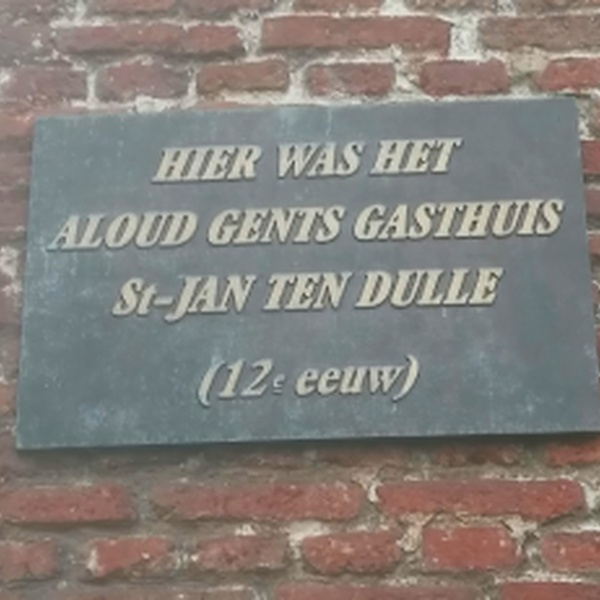 HIER WAS HET
ALOUD GENTS GASTHUIS
St-JAN TEN DULLE
(12e eeuw)